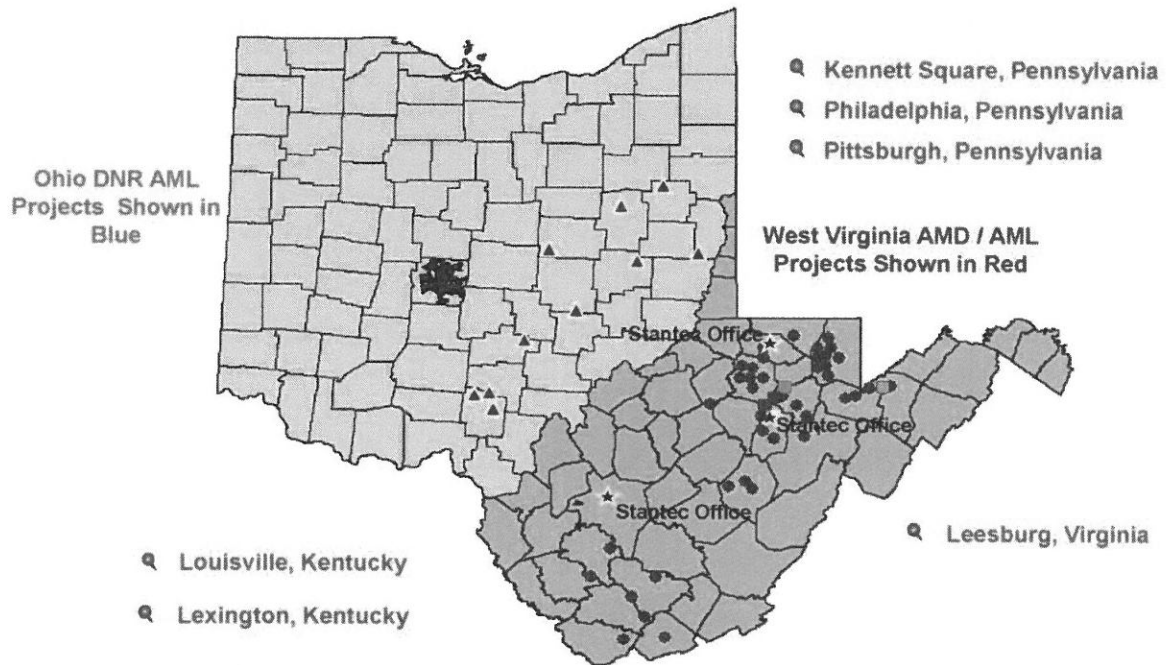 Kennett Square, Pennsylvania
Philadelphia, Pennsylvania
Pittsburgh, Pennsylvania
Ohio DNR AML
Projects Shown in
Blue
West Virginia AMD / AML
Projects Shown in Red
Stantec Office
Stantec Office
Stantec Office
Leesburg, Virginia
Louisville, Kentucky
Lexington, Kentucky